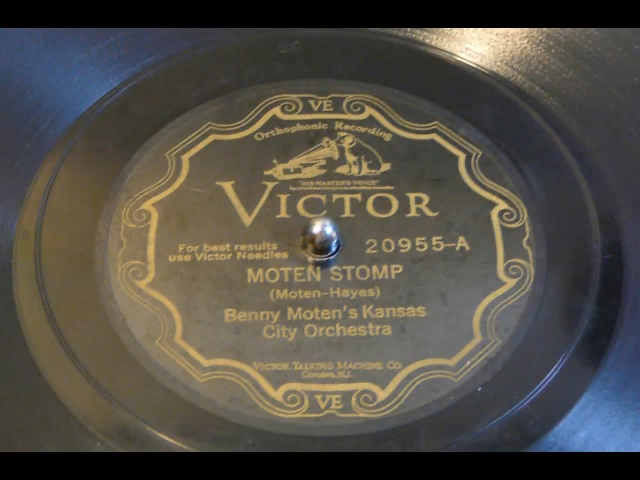 VE
Orthophonic Recording
"HIS MASTER'S VOICE"
VICTOR
For best results
use Victor Needles
20955-A
MOTEN STOMP
(Moten-Hayes)
Benny Moten's Kansas
City Orchestra
VICTOR TALKING MACHINE CO.
Camden, N.J.
VE